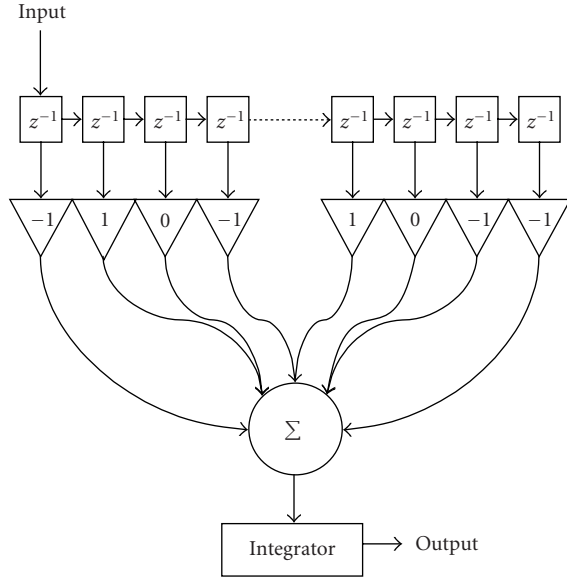 Input
z⁻¹ z⁻¹ z⁻¹ z⁻¹ z⁻¹ z⁻¹ z⁻¹ z⁻¹
−1 1 0 −1 1 0 −1 −1
Σ
Integrator Output